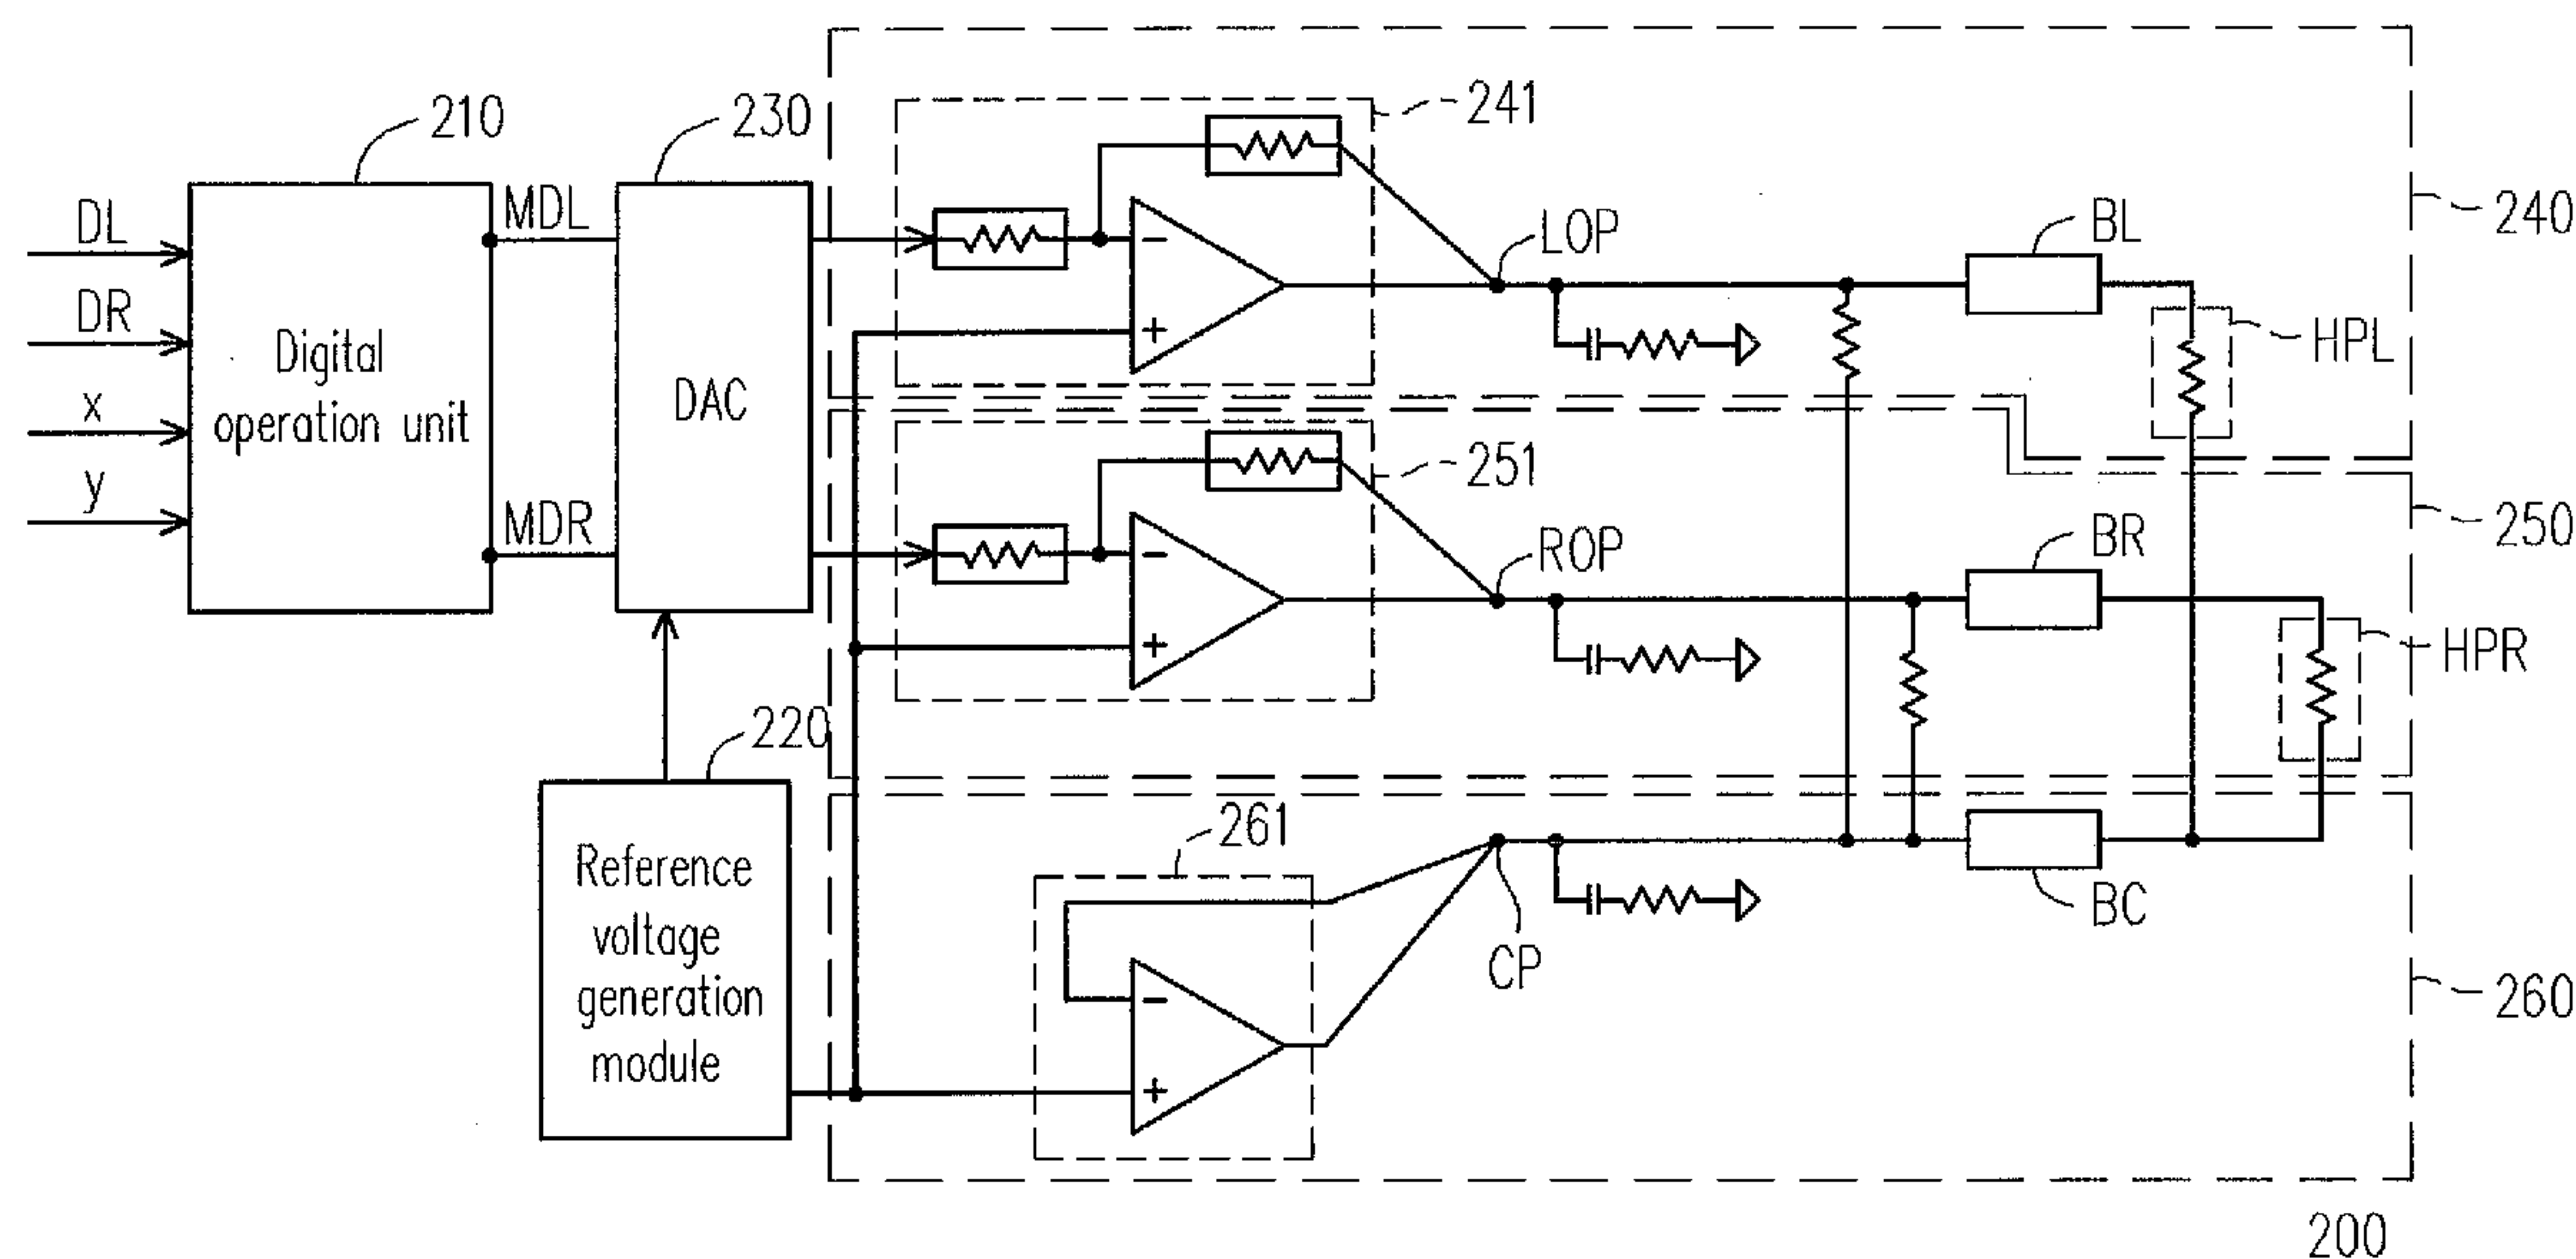 210
230
241
DL
DR
x
y
Digital
operation unit
MDL
MDR
DAC
−
+
LOP
BL
240
HPL
251
−
+
ROP
BR
250
HPR
220
Reference
voltage
generation
module
261
−
+
CP
BC
260
200